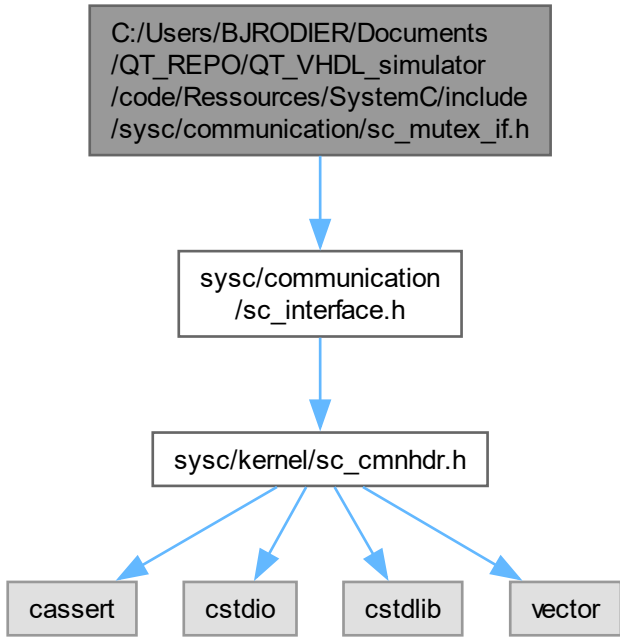 C:/Users/BJRODIER/Documents
/QT_REPO/QT_VHDL_simulator
/code/Ressources/SystemC/include
/sysc/communication/sc_mutex_if.h
sysc/communication
/sc_interface.h
sysc/kernel/sc_cmnhdr.h
cassert
cstdio
cstdlib
vector